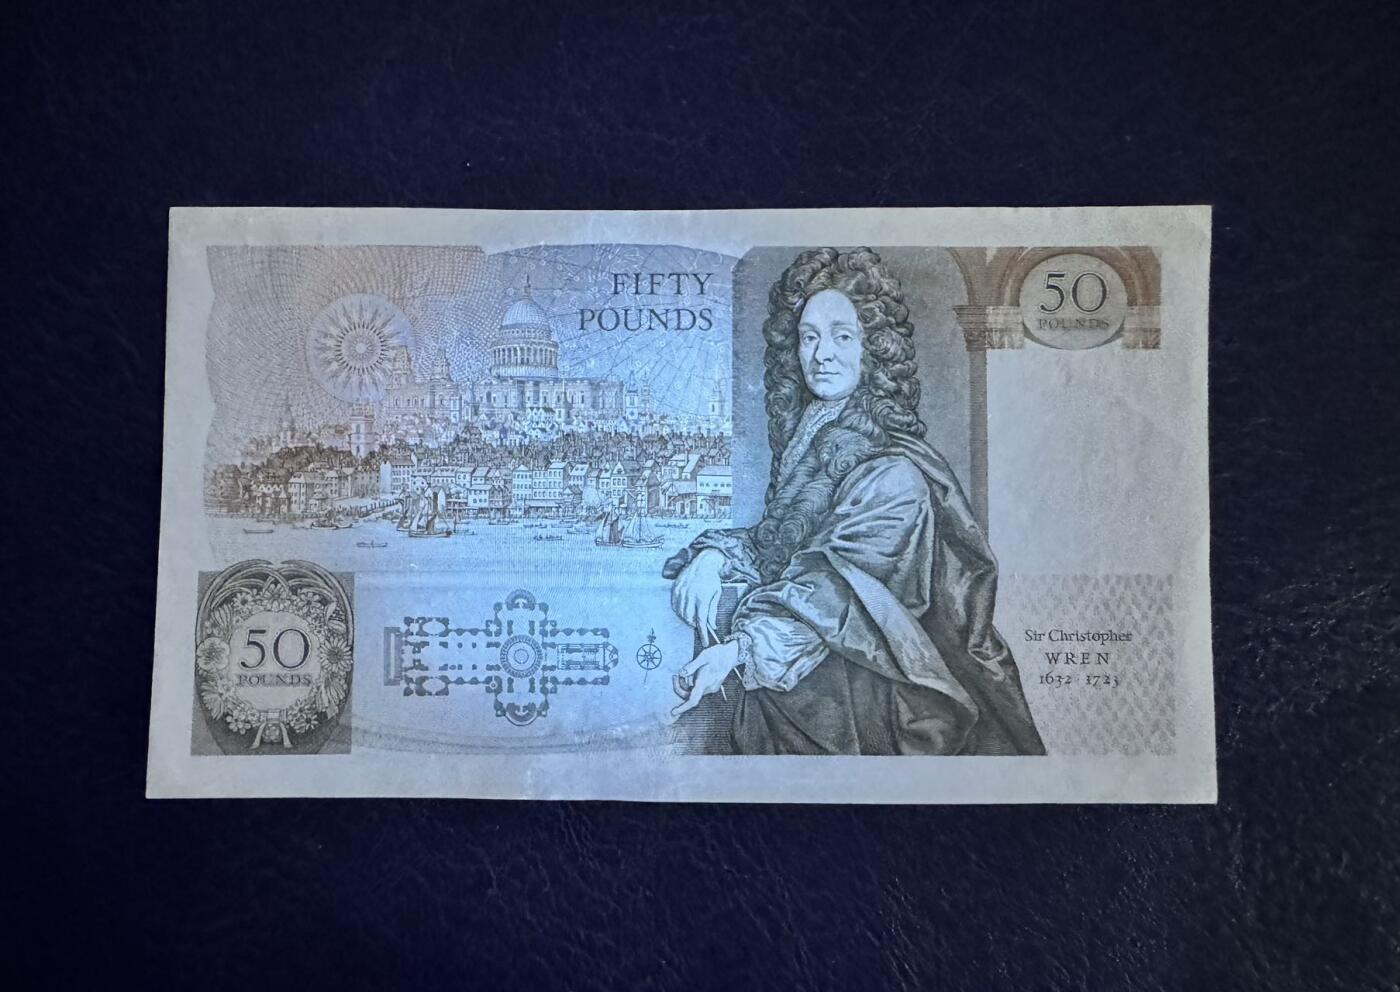 FIFTY
POUNDS
50
POUNDS
50
POUNDS
Sir Christopher
WREN
1632 · 1723